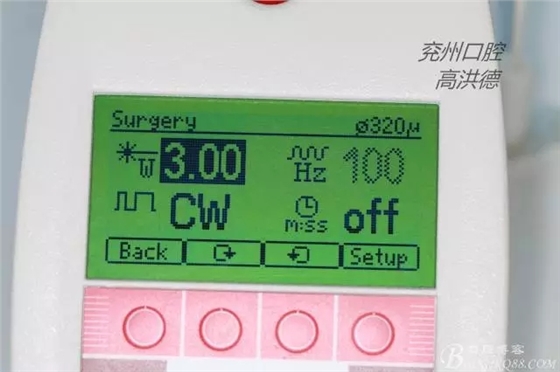 兖州口腔
高洪德
Surgery ø320µ
W 3.00 Hz 100
CW M:SS off
Back Setup